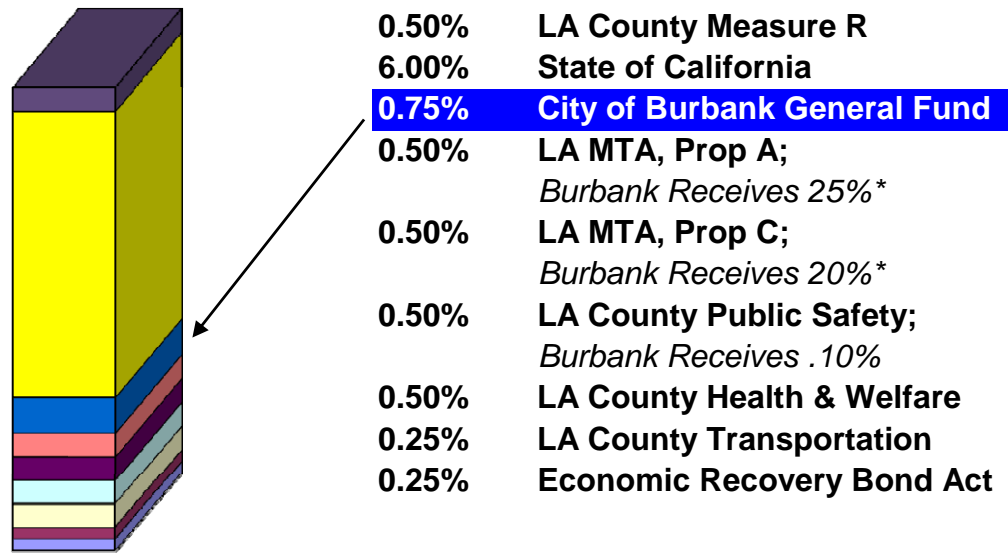 0.50% LA County Measure R
6.00% State of California
0.75% City of Burbank General Fund
0.50% LA MTA, Prop A;
Burbank Receives 25%*
0.50% LA MTA, Prop C;
Burbank Receives 20%*
0.50% LA County Public Safety;
Burbank Receives .10%
0.50% LA County Health & Welfare
0.25% LA County Transportation
0.25% Economic Recovery Bond Act